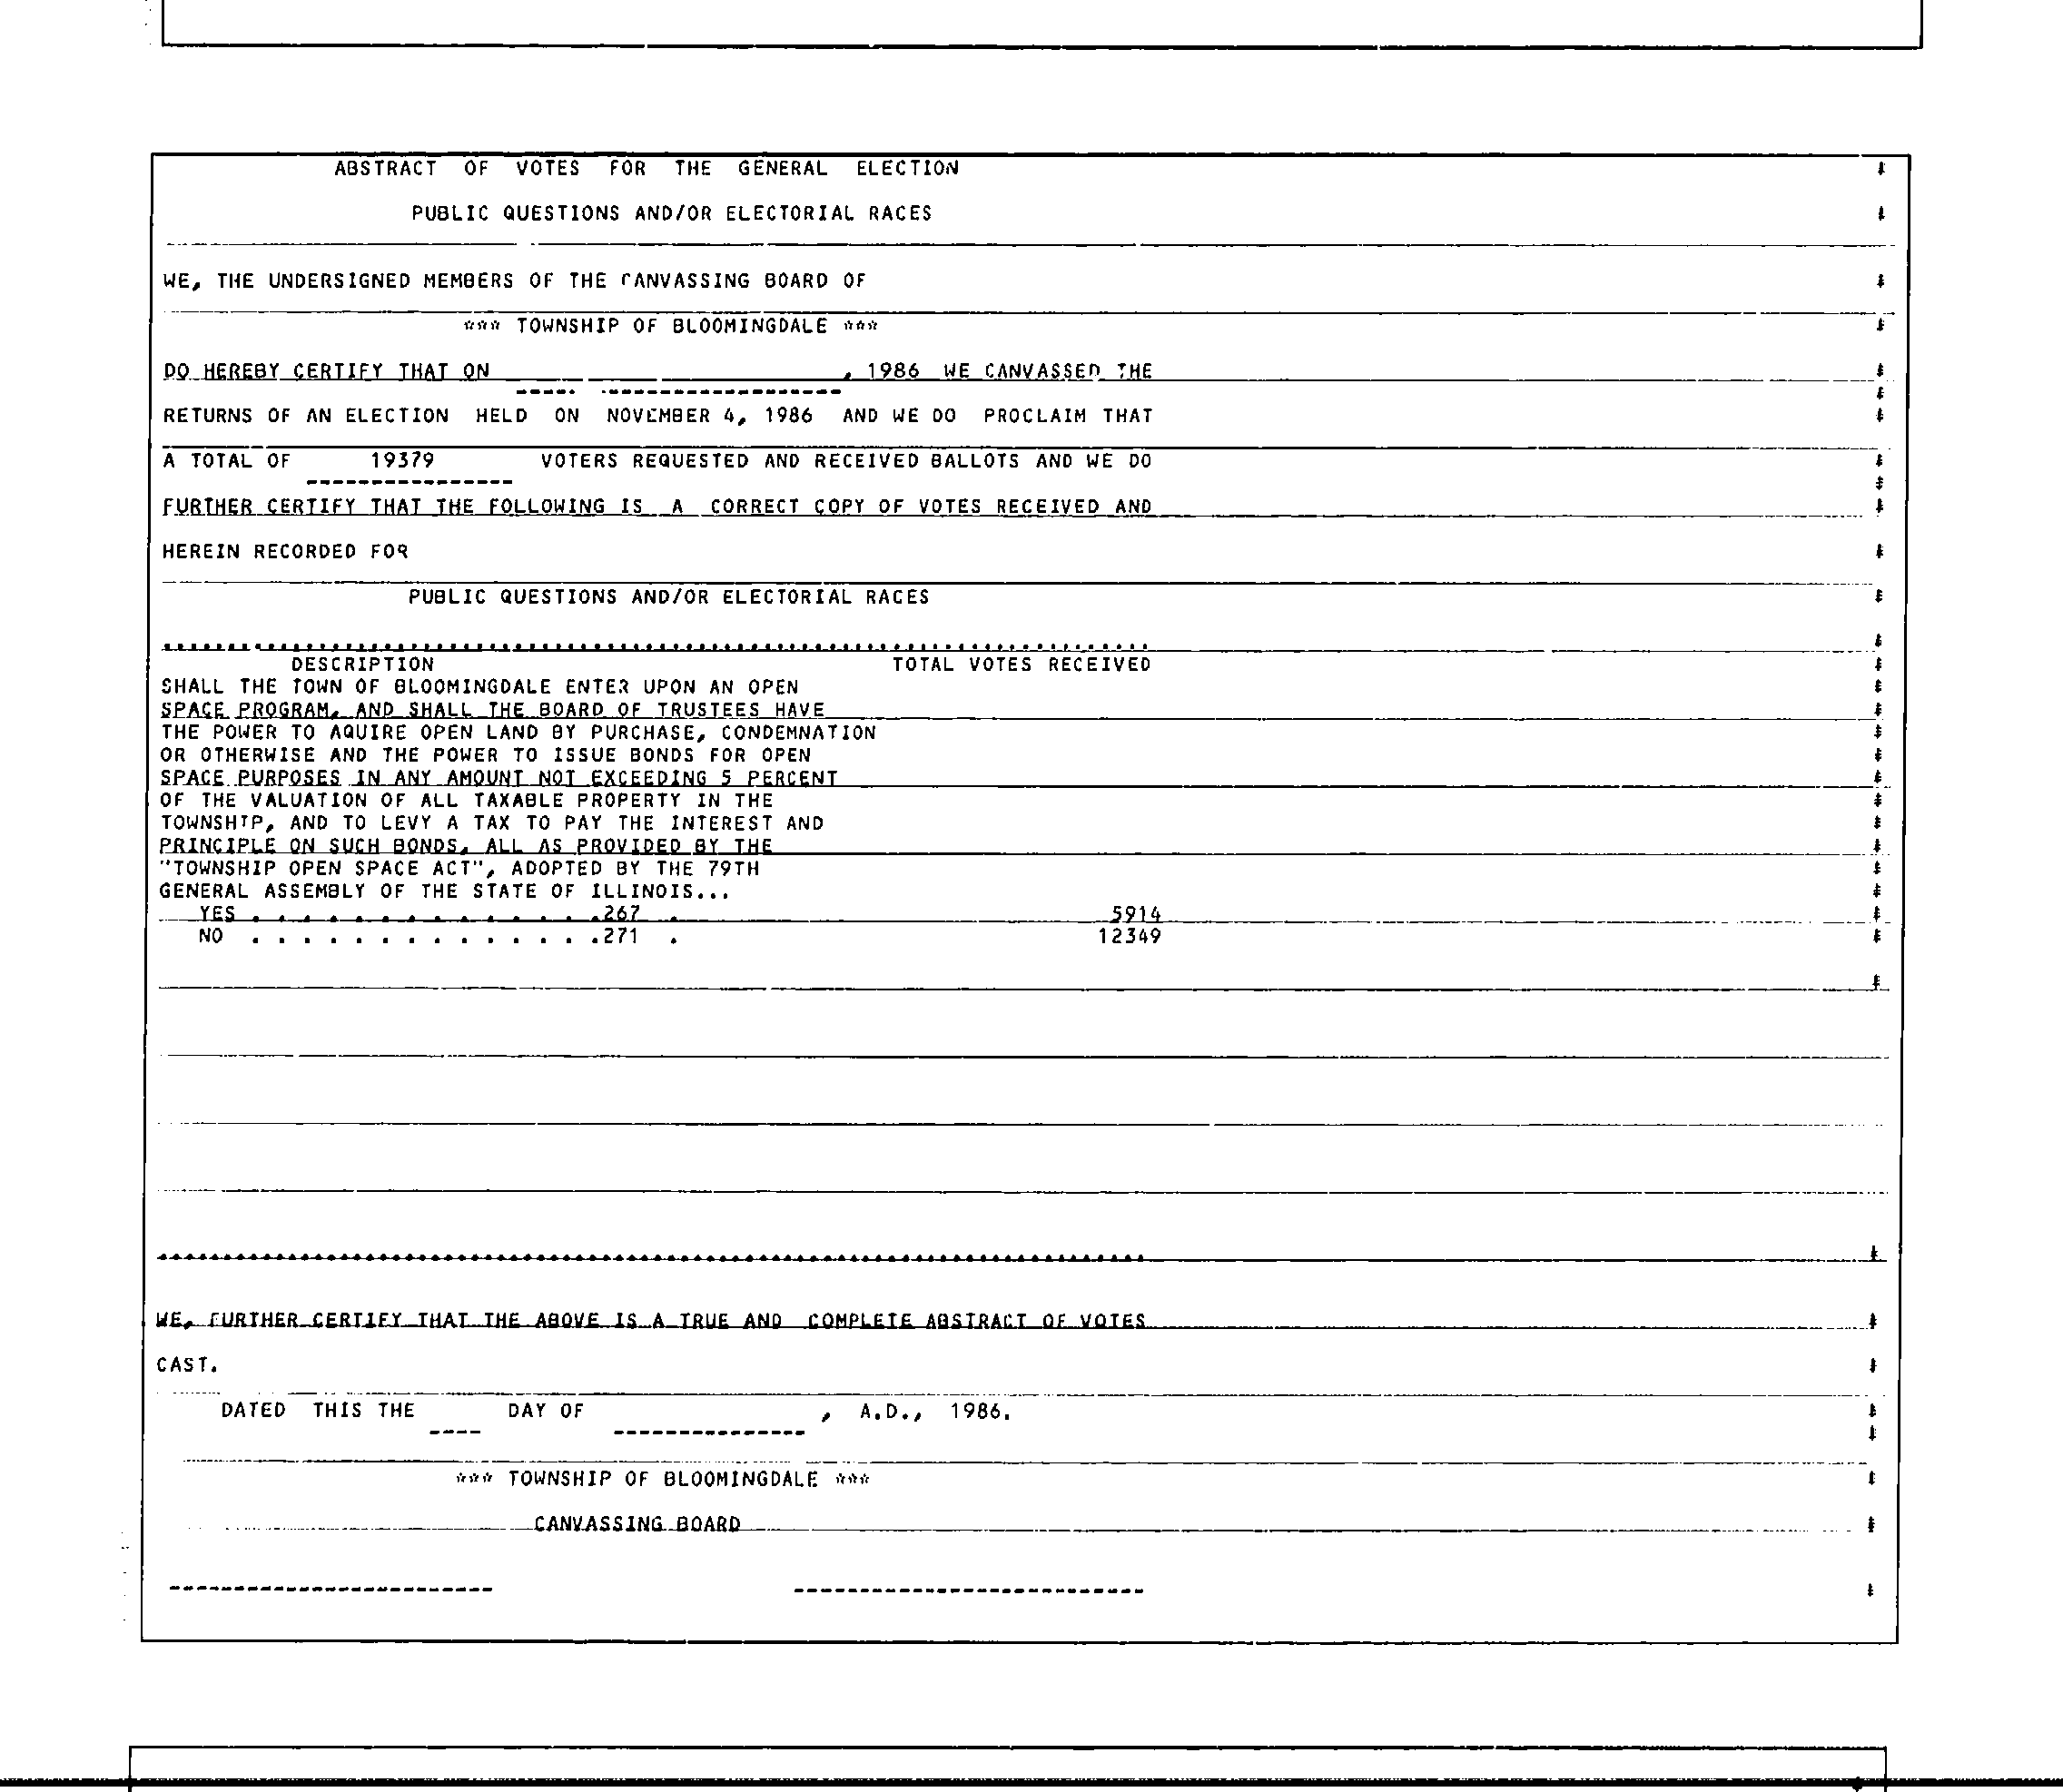 ABSTRACT OF VOTES FOR THE GENERAL ELECTION
PUBLIC QUESTIONS AND/OR ELECTORIAL RACES
WE, THE UNDERSIGNED MEMBERS OF THE CANVASSING BOARD OF
*** TOWNSHIP OF BLOOMINGDALE ***
DO HEREBY CERTIFY THAT ON ----- -------------------, 1986 WE CANVASSED THE
RETURNS OF AN ELECTION HELD ON NOVEMBER 4, 1986 AND WE DO PROCLAIM THAT
A TOTAL OF 19379 VOTERS REQUESTED AND RECEIVED BALLOTS AND WE DO
FURTHER CERTIFY THAT THE FOLLOWING IS A CORRECT COPY OF VOTES RECEIVED AND
HEREIN RECORDED FOR
PUBLIC QUESTIONS AND/OR ELECTORIAL RACES
DESCRIPTION TOTAL VOTES RECEIVED
SHALL THE TOWN OF BLOOMINGDALE ENTER UPON AN OPEN
SPACE PROGRAM, AND SHALL THE BOARD OF TRUSTEES HAVE
THE POWER TO AQUIRE OPEN LAND BY PURCHASE, CONDEMNATION
OR OTHERWISE AND THE POWER TO ISSUE BONDS FOR OPEN
SPACE PURPOSES IN ANY AMOUNT NOT EXCEEDING 5 PERCENT
OF THE VALUATION OF ALL TAXABLE PROPERTY IN THE
TOWNSHIP, AND TO LEVY A TAX TO PAY THE INTEREST AND
PRINCIPLE ON SUCH BONDS, ALL AS PROVIDED BY THE
"TOWNSHIP OPEN SPACE ACT", ADOPTED BY THE 79TH
GENERAL ASSEMBLY OF THE STATE OF ILLINOIS...
YES . . . . . . . . . . . . . .267 . 5914
NO . . . . . . . . . . . . . .271 . 12349
WE, FURTHER CERTIFY THAT THE ABOVE IS A TRUE AND COMPLETE ABSTRACT OF VOTES
CAST.
DATED THIS THE ---- DAY OF ---------------, A.D., 1986.
*** TOWNSHIP OF BLOOMINGDALE ***
CANVASSING BOARD